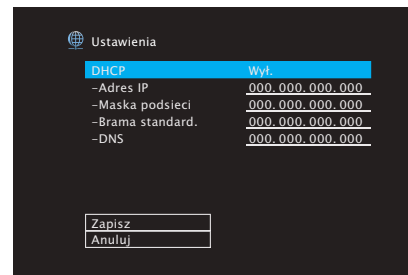 Ustawienia
DHCP Wył.
–Adres IP 000. 000. 000. 000
–Maska podsieci 000. 000. 000. 000
–Brama standard. 000. 000. 000. 000
–DNS 000. 000. 000. 000
Zapisz
Anuluj